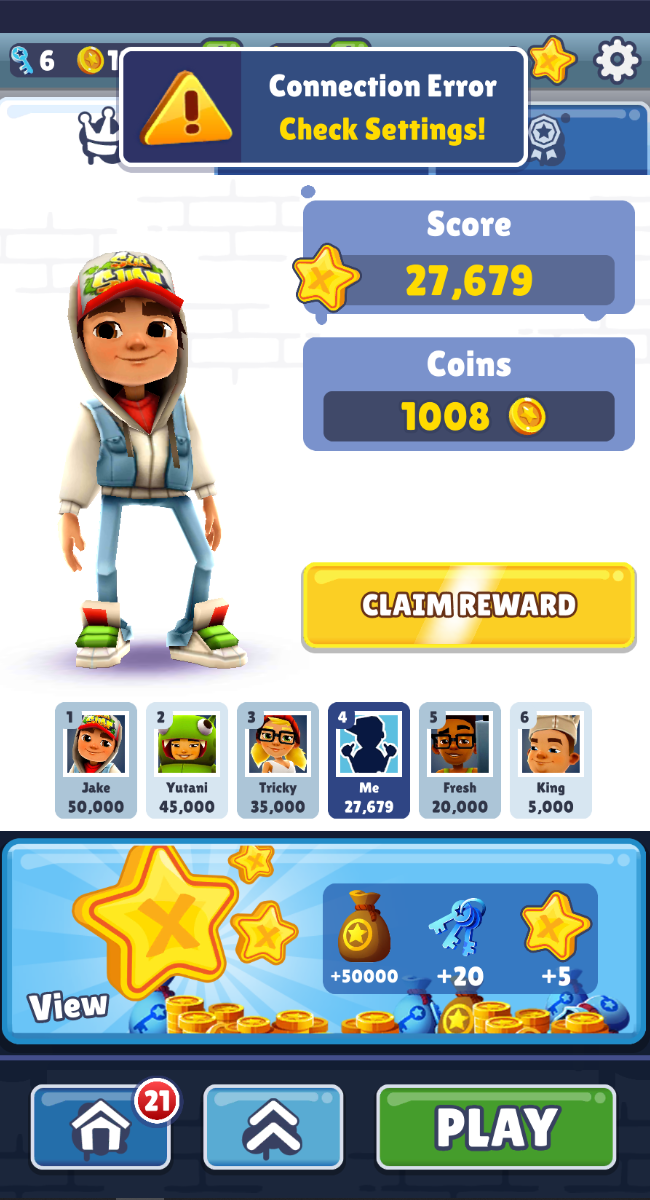 6
Connection Error
Check Settings!
Score
27,679
Coins
1008
CLAIM REWARD
1
2
3
4
5
6
Jake
Yutani
Tricky
Me
Fresh
King
50,000
45,000
35,000
27,679
20,000
5,000
+50000
+20
+5
View
21
PLAY